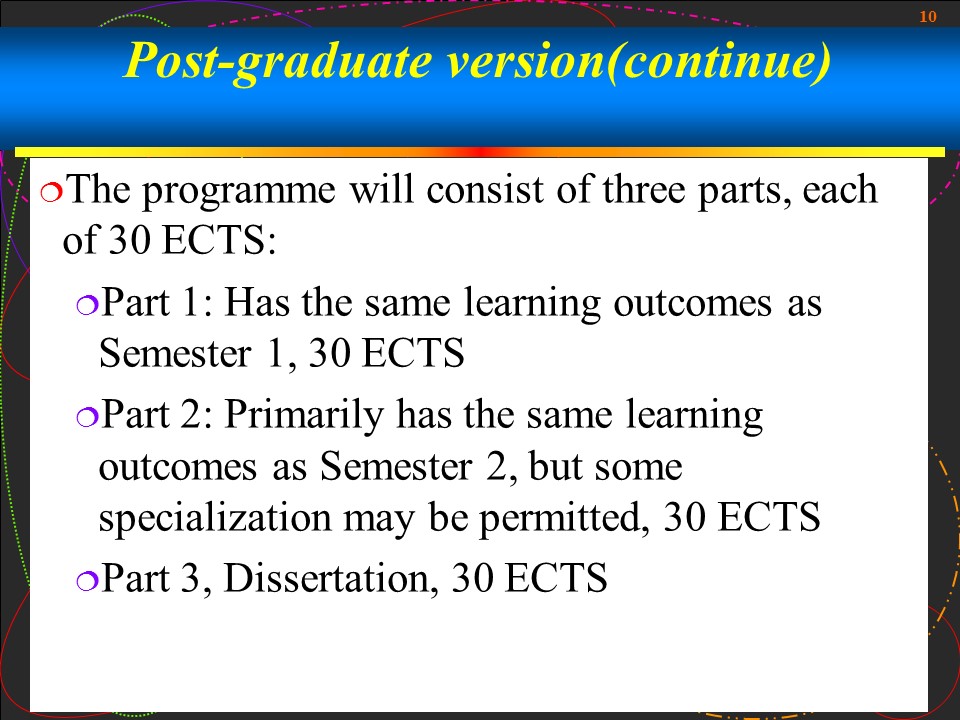 10
Post-graduate version(continue)
The programme will consist of three parts, each
of 30 ECTS:
Part 1: Has the same learning outcomes as
Semester 1, 30 ECTS
Part 2: Primarily has the same learning
outcomes as Semester 2, but some
specialization may be permitted, 30 ECTS
Part 3, Dissertation, 30 ECTS